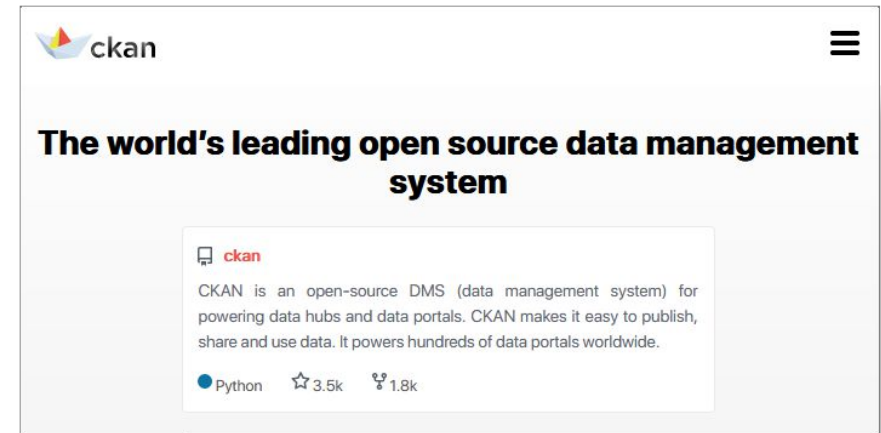 ckan
The world's leading open source data management
system
ckan
CKAN is an open-source DMS (data management system) for
powering data hubs and data portals. CKAN makes it easy to publish,
share and use data. It powers hundreds of data portals worldwide.
Python 3.5k 1.8k